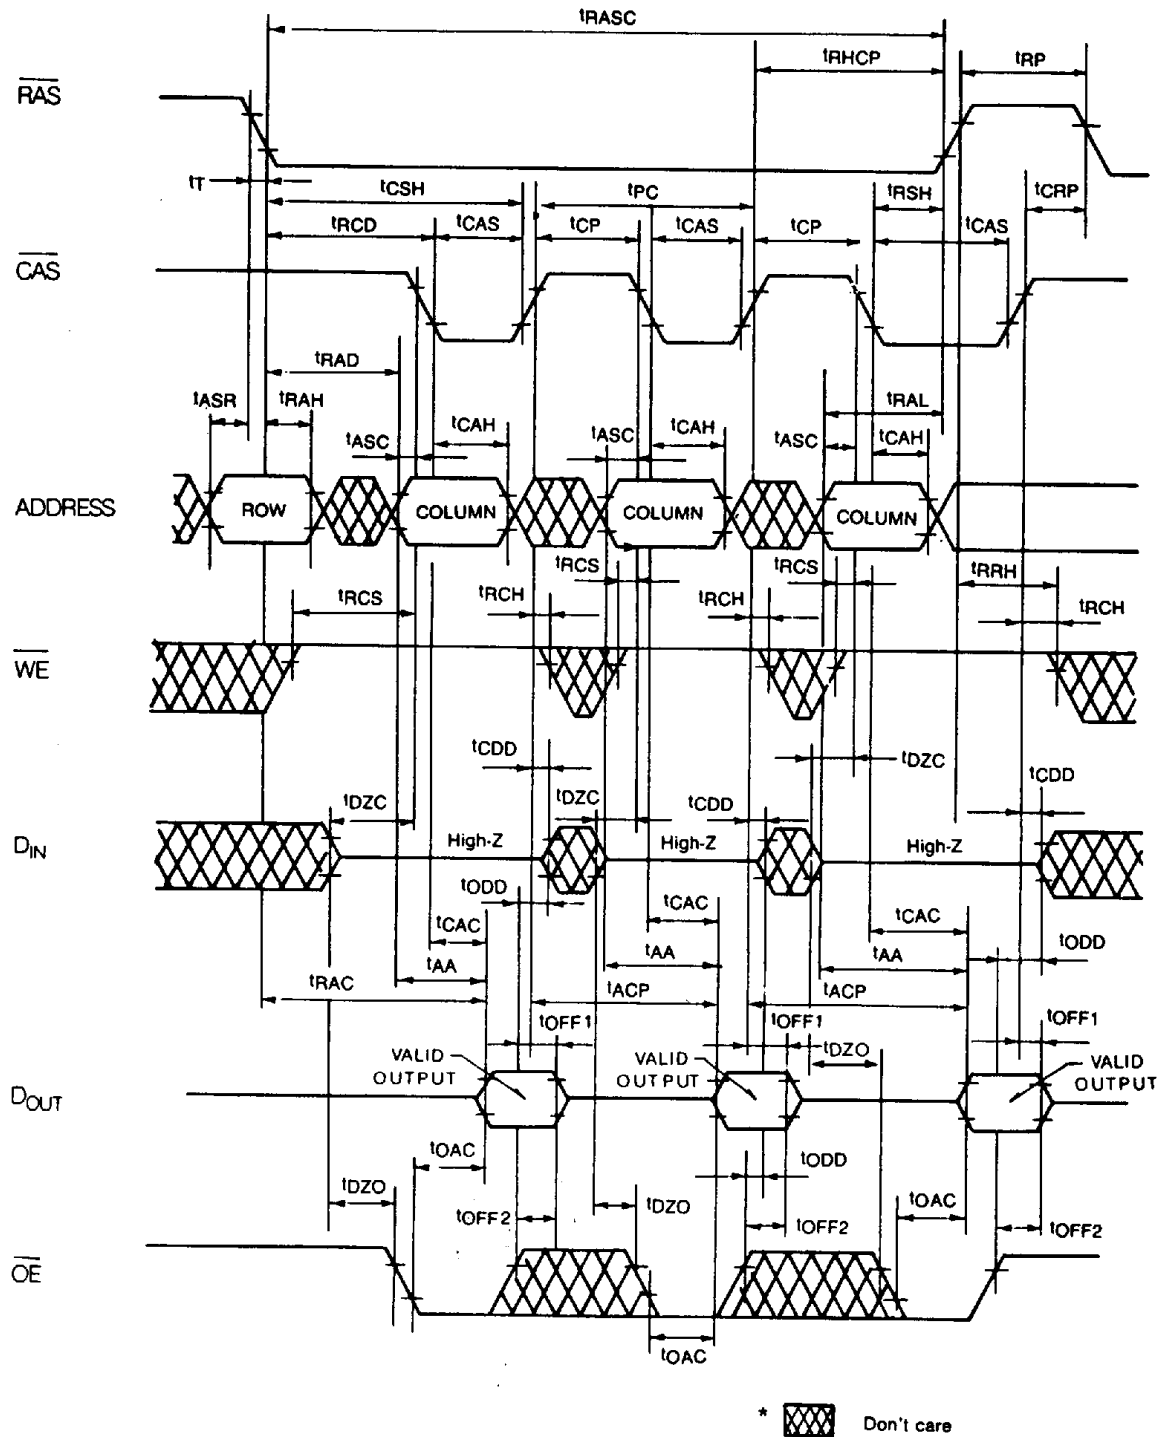 tRASC
tRHCP tRP
RAS
tT tCSH tPC tRSH tCRP
tRCD tCAS tCP tCAS tCP tCAS
CAS
tRAD
tASR tRAH tRAL
tASC tCAH tASC tCAH tASC tCAH
ADDRESS ROW COLUMN COLUMN COLUMN
tRCS tRCS tRRH
tRCS tRCH tRCH tRCH
WE
tCDD tDZC tCDD
tDZC tDZC tCDD
DIN High-Z High-Z High-Z
tODD
tCAC tCAC tCAC
tAA tAA tAA tODD
tRAC tACP tACP
tOFF1 tOFF1 tOFF1
tDZO
VALID OUTPUT VALID OUTPUT VALID OUTPUT
DOUT
tOAC tODD
tDZO tOFF2 tDZO tOFF2 tOAC tOFF2
OE
tOAC
* Don't care